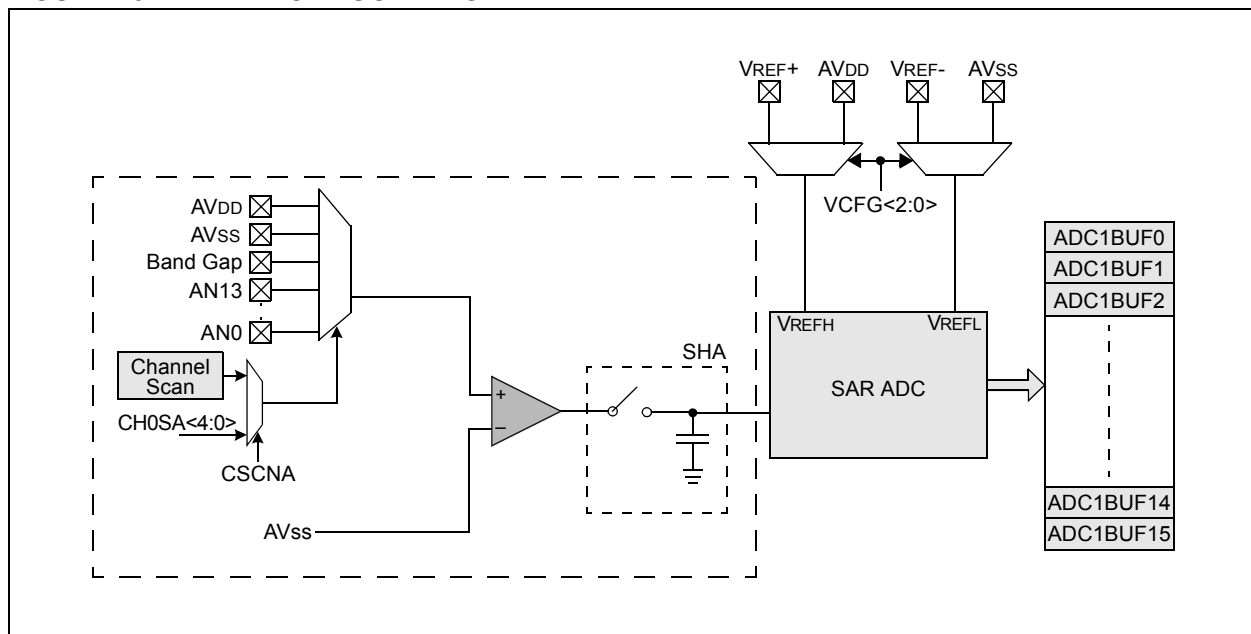 VREF+ AVDD VREF- AVSS
VCFG<2:0>
AVDD
AVSS
Band Gap
AN13
AN0
Channel
Scan
CH0SA<4:0>
CSCNA
+
–
AVss
SHA
VREFH VREFL
SAR ADC
ADC1BUF0
ADC1BUF1
ADC1BUF2
ADC1BUF14
ADC1BUF15